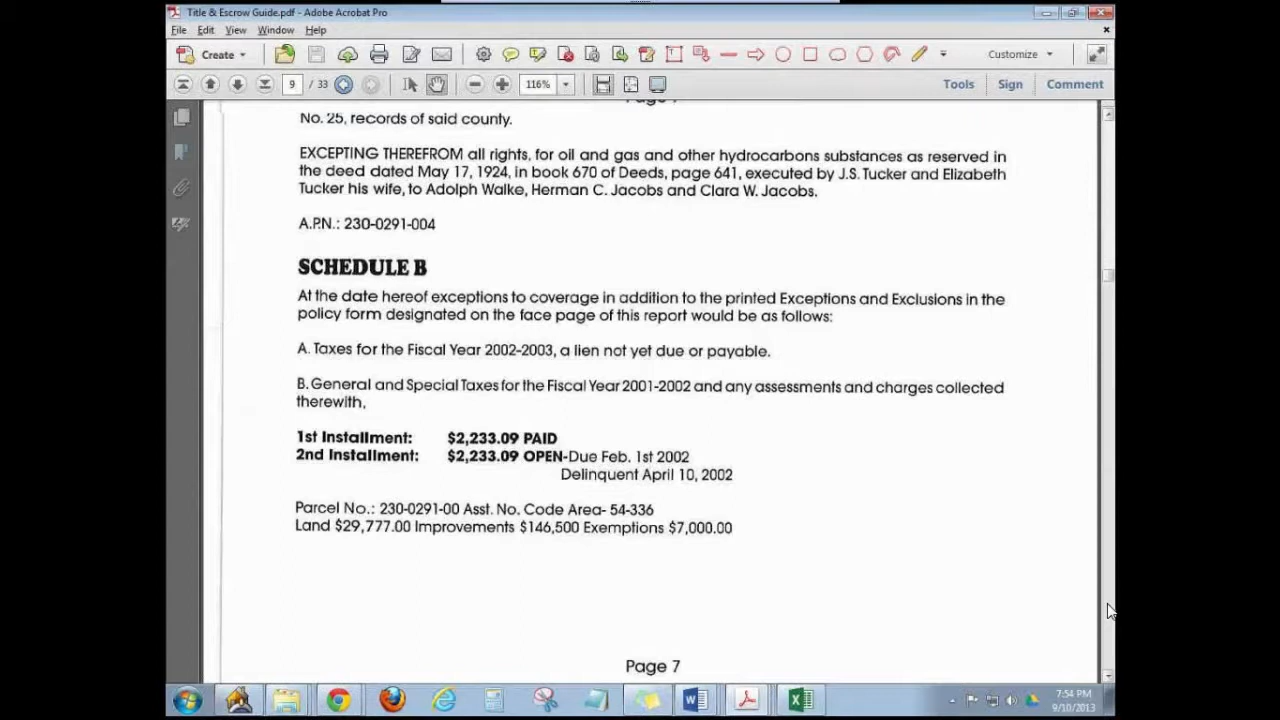 Title & Escrow Guide.pdf - Adobe Acrobat Pro
File Edit View Window Help
Create Customize
9 / 33 116% Tools Sign Comment
No. 25, records of said county.
EXCEPTING THEREFROM all rights, for oil and gas and other hydrocarbons substances as reserved in
the deed dated May 17, 1924, in book 670 of Deeds, page 641, executed by J.S. Tucker and Elizabeth
Tucker his wife, to Adolph Walke, Herman C. Jacobs and Clara W. Jacobs.
A.P.N.: 230-0291-004
SCHEDULE B
At the date hereof exceptions to coverage in addition to the printed Exceptions and Exclusions in the
policy form designated on the face page of this report would be as follows:
A. Taxes for the Fiscal Year 2002-2003, a lien not yet due or payable.
B. General and Special Taxes for the Fiscal Year 2001-2002 and any assessments and charges collected
therewith,
1st Installment: $2,233.09 PAID
2nd Installment: $2,233.09 OPEN-Due Feb. 1st 2002
Delinquent April 10, 2002
Parcel No.: 230-0291-00 Asst. No. Code Area- 54-336
Land $29,777.00 Improvements $146,500 Exemptions $7,000.00
Page 7
7:54 PM
9/10/2013